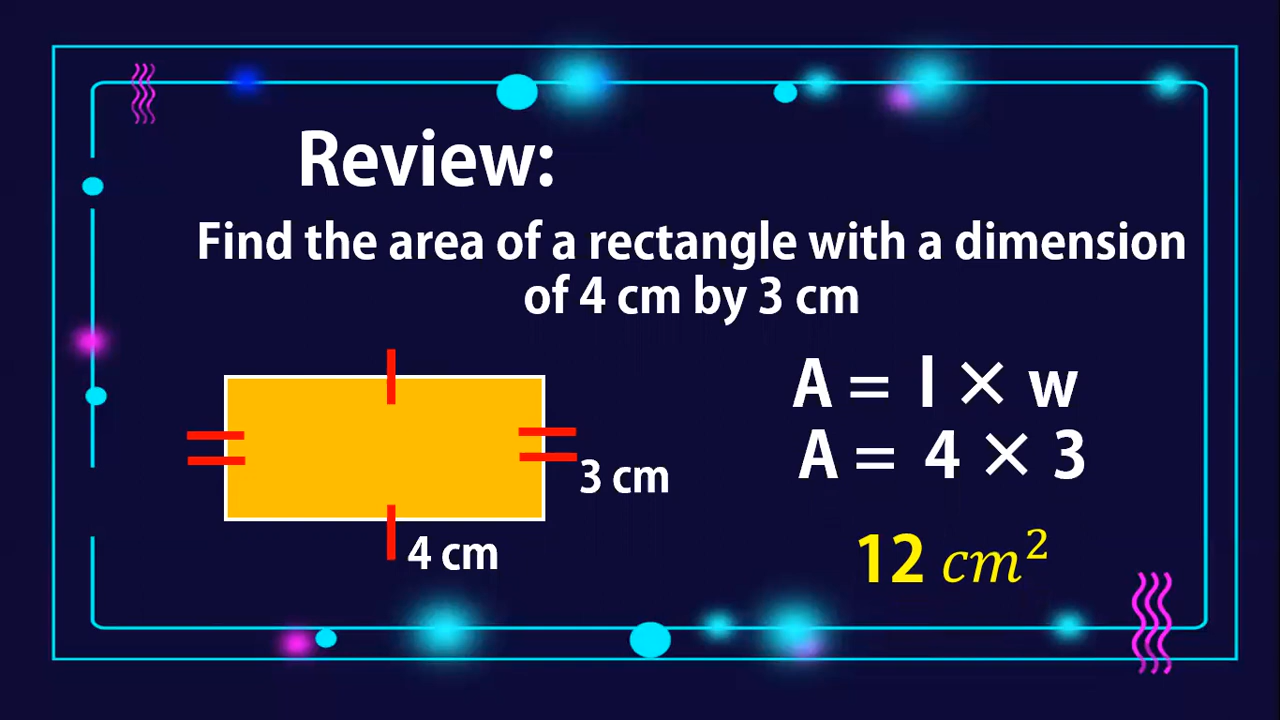 Review:
Find the area of a rectangle with a dimension
of 4 cm by 3 cm
A = l × w
A = 4 × 3
3 cm
4 cm
12 cm²